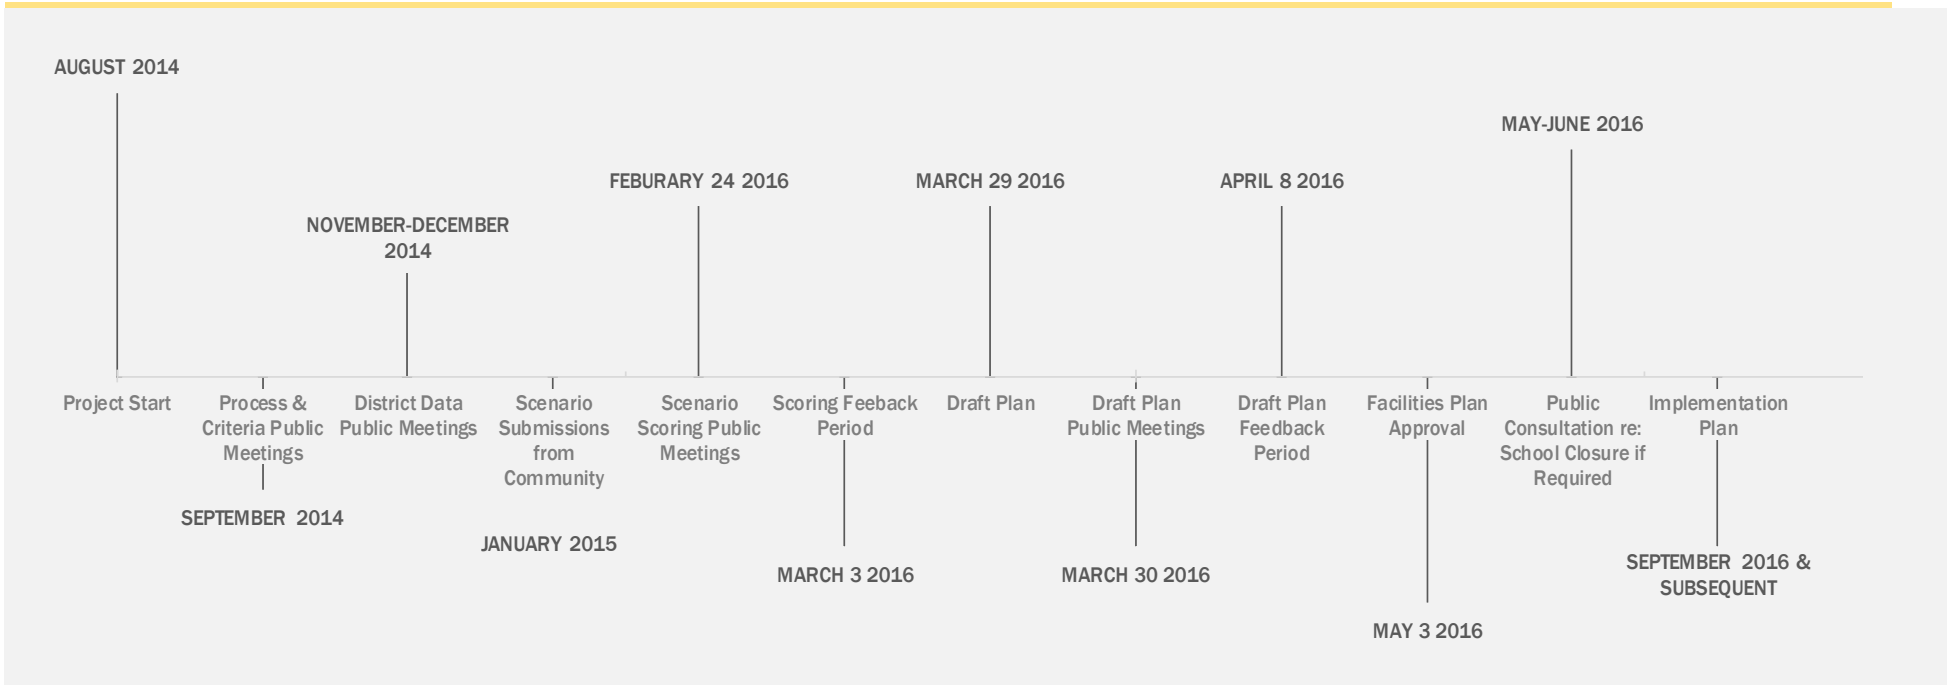 AUGUST 2014
Project Start
Process &
Criteria Public
Meetings
SEPTEMBER 2014
NOVEMBER-DECEMBER
2014
District Data
Public Meetings
Scenario
Submissions
from
Community
JANUARY 2015
FEBURARY 24 2016
Scenario
Scoring Public
Meetings
Scoring Feeback
Period
MARCH 3 2016
MARCH 29 2016
Draft Plan
Draft Plan
Public Meetings
MARCH 30 2016
APRIL 8 2016
Draft Plan
Feedback
Period
Facilities Plan
Approval
MAY 3 2016
MAY-JUNE 2016
Public
Consultation re:
School Closure if
Required
Implementation
Plan
SEPTEMBER 2016 &
SUBSEQUENT